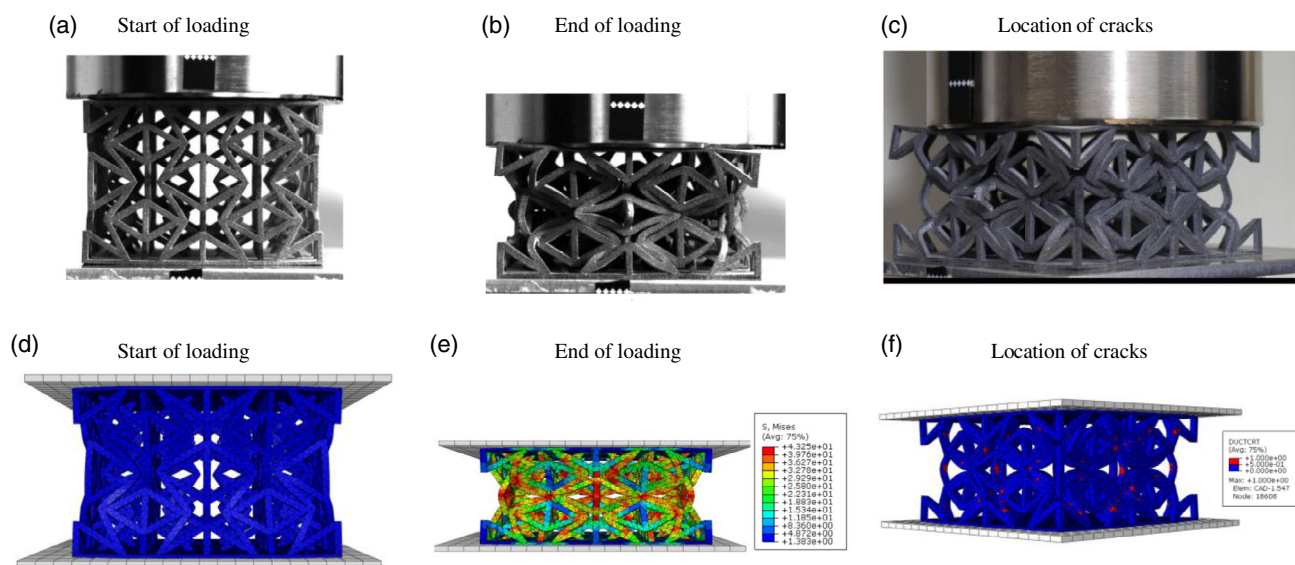 (a)
Start of loading
(b)
End of loading
(c)
Location of cracks
(d)
Start of loading
(e)
End of loading
S, Mises
(Avg: 75%)
+4.325e+01
+3.976e+01
+3.627e+01
+3.278e+01
+2.929e+01
+2.580e+01
+2.231e+01
+1.883e+01
+1.534e+01
+1.185e+01
+8.360e+00
+4.872e+00
+1.383e+00
(f)
Location of cracks
DUCTCRT
(Avg: 75%)
+1.000e+00
+5.000e-01
+0.000e+00
Max: +1.000e+00
Elem: CAD-1.547
Node: 18608